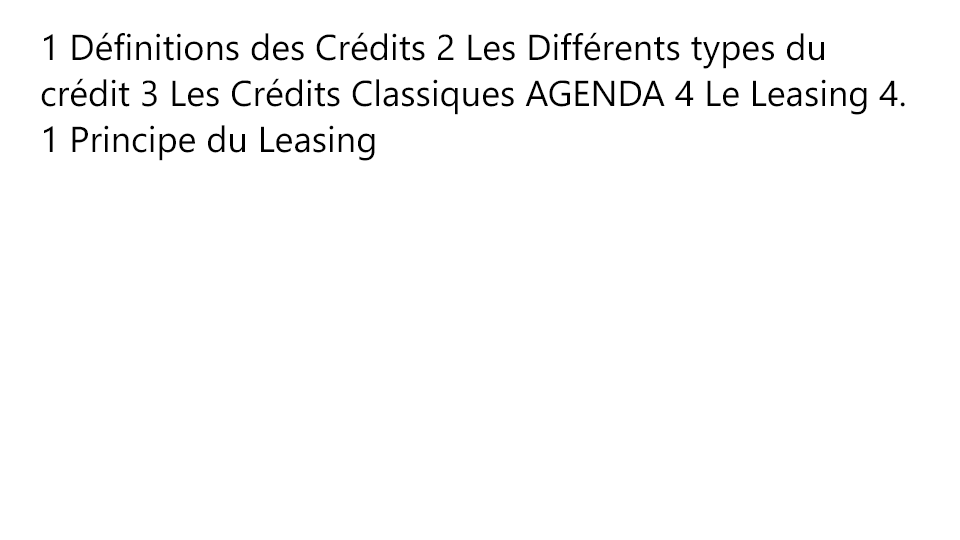 1 Définitions des Crédits 2 Les Différents types du
crédit 3 Les Crédits Classiques AGENDA 4 Le Leasing 4.
1 Principe du Leasing